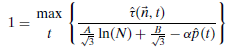 1 = max t { τ̂(n⃗, t) / ( A/√3 ln(N) + B/√3 − αp̂(t) ) }